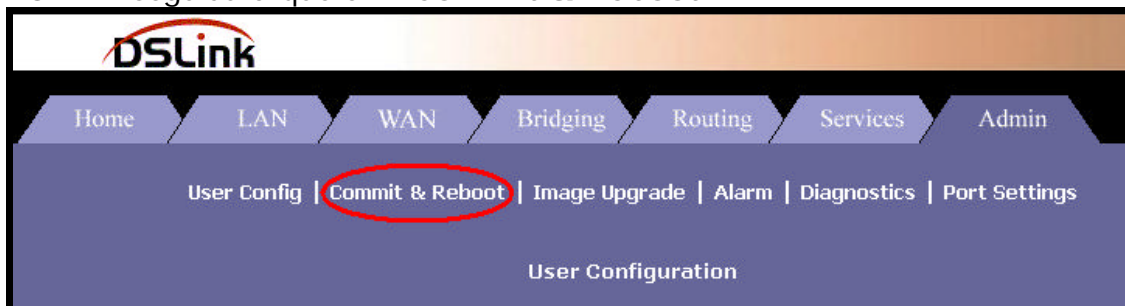 DSLink
Home LAN WAN Bridging Routing Services Admin
User Config | Commit & Reboot | Image Upgrade | Alarm | Diagnostics | Port Settings
User Configuration